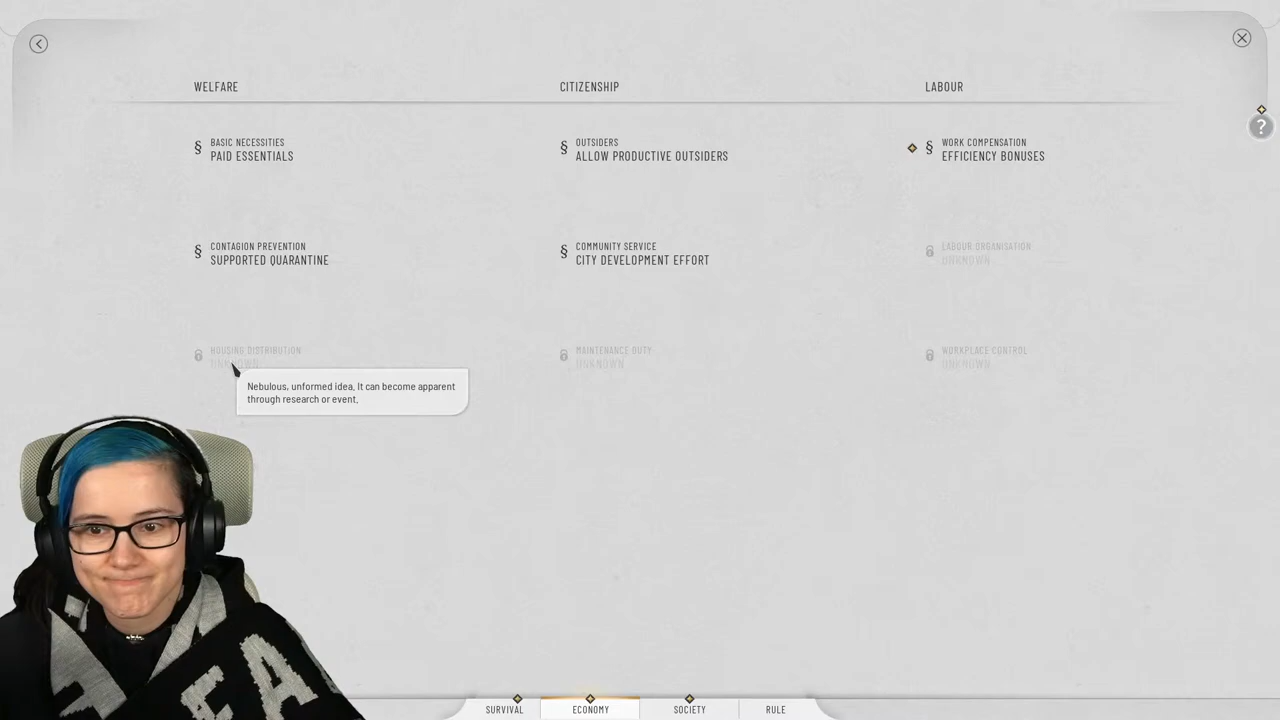 WELFARE
CITIZENSHIP
LABOUR
BASIC NECESSITIES
§ PAID ESSENTIALS
OUTSIDERS
§ ALLOW PRODUCTIVE OUTSIDERS
WORK COMPENSATION
§ EFFICIENCY BONUSES
?
CONTAGION PREVENTION
§ SUPPORTED QUARANTINE
COMMUNITY SERVICE
§ CITY DEVELOPMENT EFFORT
LABOUR ORGANISATION
UNKNOWN
HOUSING DISTRIBUTION
UNKNOWN
MAINTENANCE DUTY
UNKNOWN
WORKPLACE CONTROL
UNKNOWN
Nebulous, unformed idea. It can become apparent
through research or event.
SURVIVAL
ECONOMY
SOCIETY
RULE